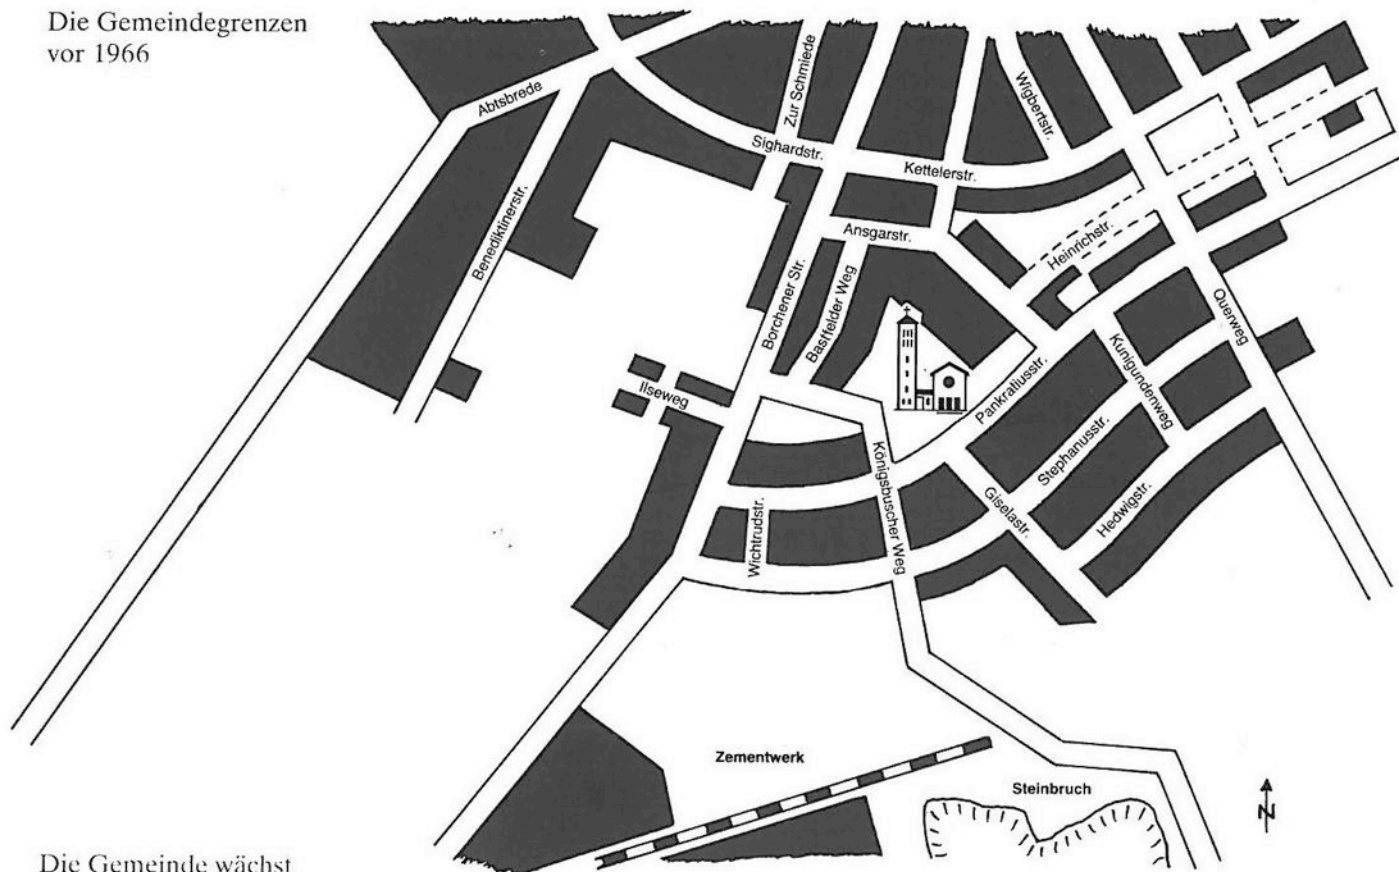 Die Gemeindegrenzen
vor 1966
Abtsbrede
Zur Schmiede
Wigbertstr.
Sighardstr.
Kettelerstr.
Benediktinerstr.
Ansgarstr.
Heinrichstr.
Borchener Str.
Bastfelder Weg
Querweg
Ilseweg
Pankratiusstr.
Kunigundenweg
Königsbuscher Weg
Stephanusstr.
Giselastr.
Hedwigstr.
Wichtrudstr.
Zementwerk
Steinbruch
N
Die Gemeinde wächst